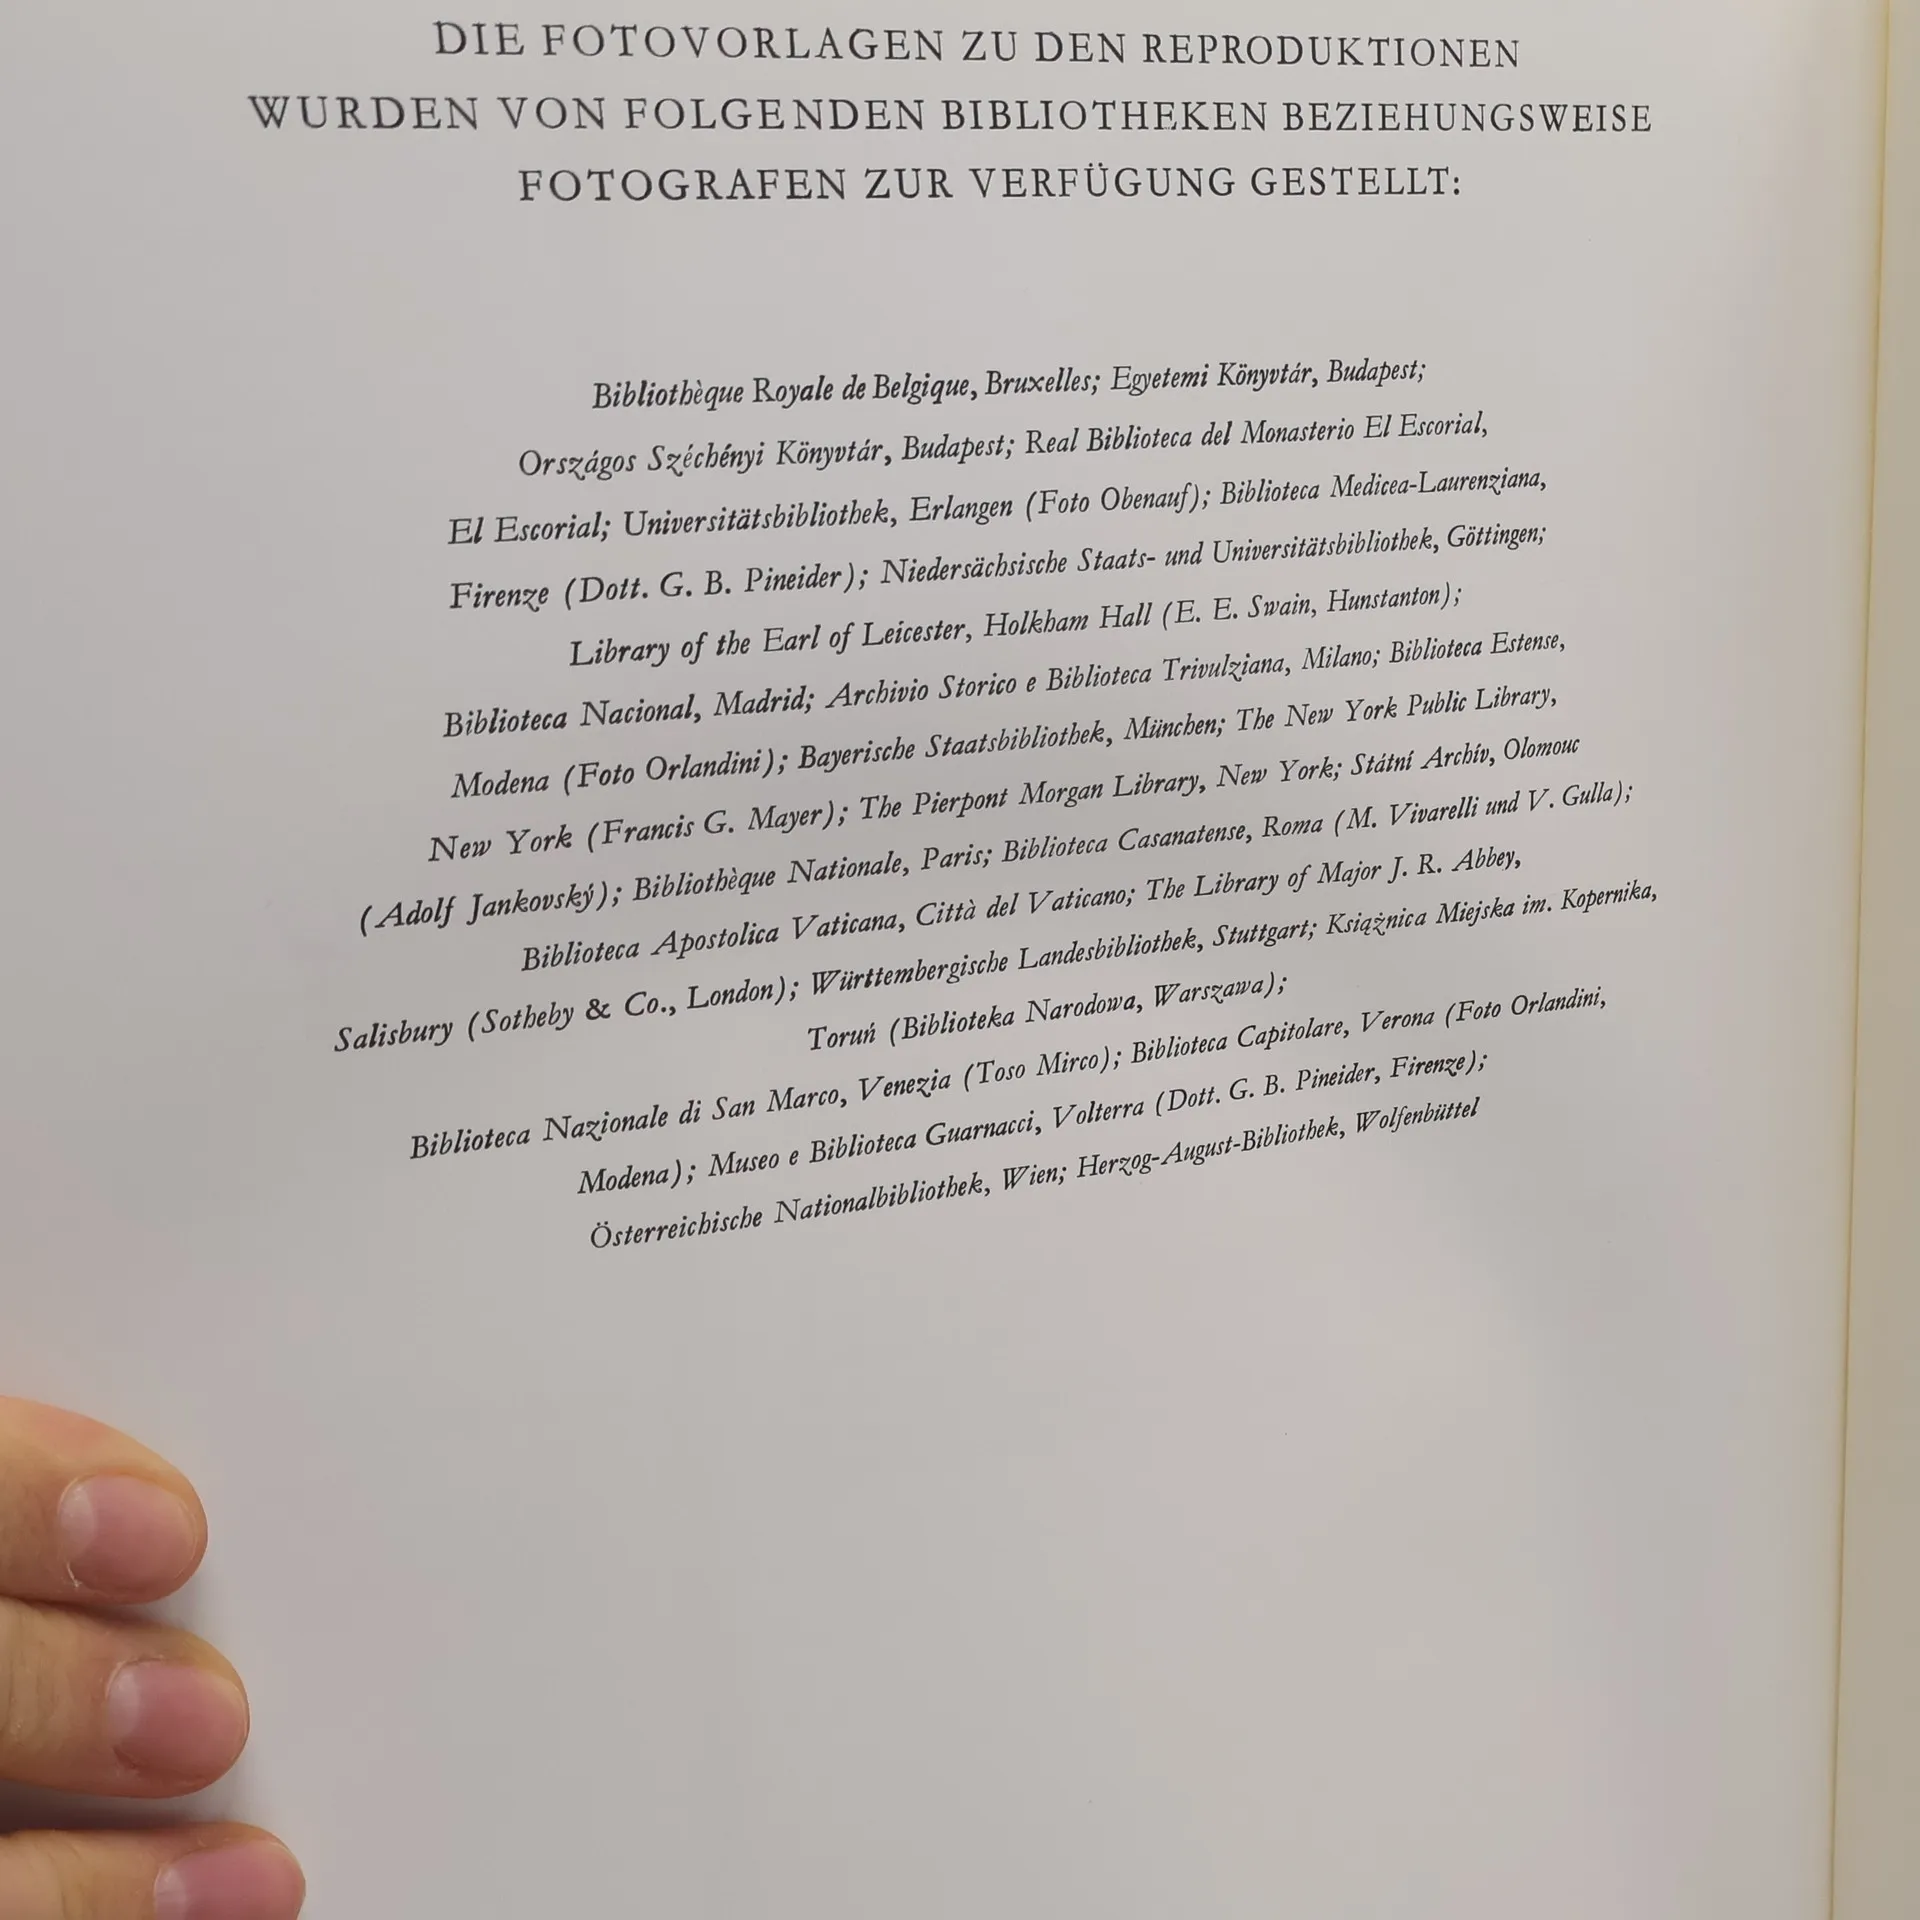 DIE FOTOVORLAGEN ZU DEN REPRODUKTIONEN
WURDEN VON FOLGENDEN BIBLIOTHEKEN BEZIEHUNGSWEISE
FOTOGRAFEN ZUR VERFÜGUNG GESTELLT:
Bibliothèque Royale de Belgique, Bruxelles; Egyetemi Könyvtár, Budapest;
Országos Széchényi Könyvtár, Budapest; Real Biblioteca del Monasterio El Escorial,
El Escorial; Universitätsbibliothek, Erlangen (Foto Obenauf); Biblioteca Medicea-Laurenziana,
Firenze (Dott. G. B. Pineider); Niedersächsische Staats- und Universitätsbibliothek, Göttingen;
Library of the Earl of Leicester, Holkham Hall (E. E. Swain, Hunstanton);
Biblioteca Nacional, Madrid; Archivio Storico e Biblioteca Trivulziana, Milano; Biblioteca Estense,
Modena (Foto Orlandini); Bayerische Staatsbibliothek, München; The New York Public Library,
New York (Francis G. Mayer); The Pierpont Morgan Library, New York; Státní Archív, Olomouc
(Adolf Jankovský); Bibliothèque Nationale, Paris; Biblioteca Casanatense, Roma (M. Vivarelli und V. Gulla);
Biblioteca Apostolica Vaticana, Città del Vaticano; The Library of Major J. R. Abbey,
Salisbury (Sotheby & Co., London); Württembergische Landesbibliothek, Stuttgart; Książnica Miejska im. Kopernika,
Toruń (Biblioteka Narodowa, Warszawa);
Biblioteca Nazionale di San Marco, Venezia (Toso Mirco); Biblioteca Capitolare, Verona (Foto Orlandini,
Modena); Museo e Biblioteca Guarnacci, Volterra (Dott. G. B. Pineider, Firenze);
Österreichische Nationalbibliothek, Wien; Herzog-August-Bibliothek, Wolfenbüttel